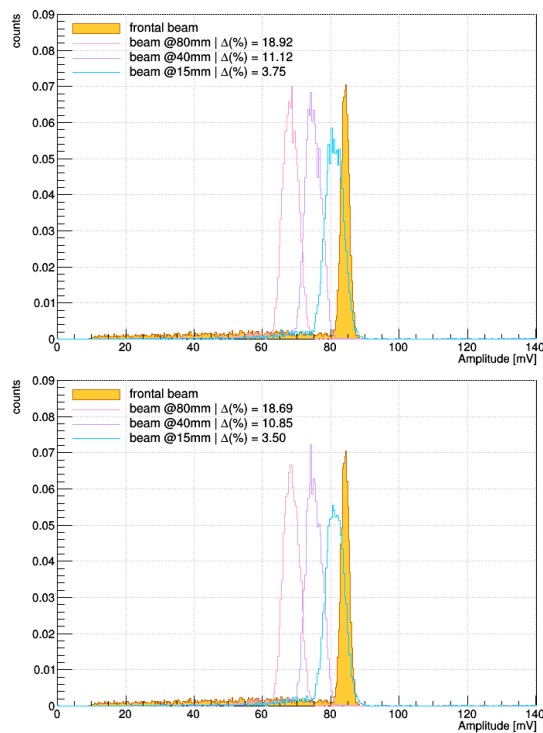 counts
0.09
0.08
0.07
0.06
0.05
0.04
0.03
0.02
0.01
0
frontal beam
beam @80mm | Δ(%) = 18.92
beam @40mm | Δ(%) = 11.12
beam @15mm | Δ(%) = 3.75
0 20 40 60 80 100 120 140
Amplitude [mV]
counts
0.09
0.08
0.07
0.06
0.05
0.04
0.03
0.02
0.01
0
frontal beam
beam @80mm | Δ(%) = 18.69
beam @40mm | Δ(%) = 10.85
beam @15mm | Δ(%) = 3.50
0 20 40 60 80 100 120 140
Amplitude [mV]